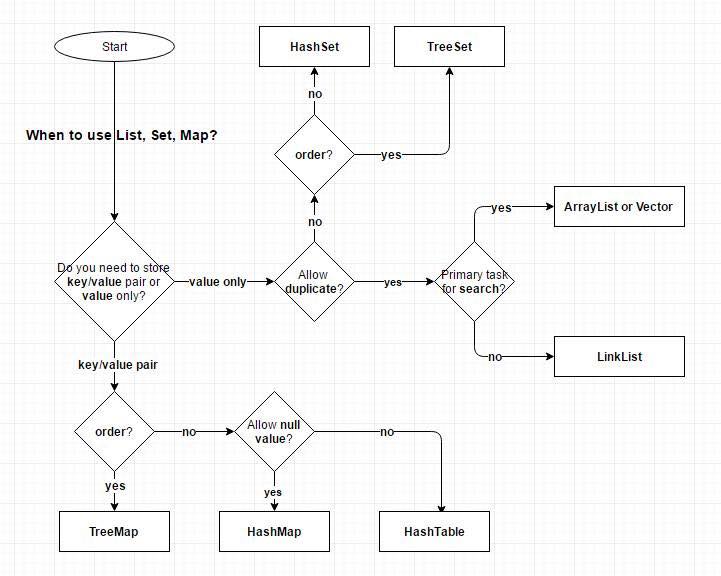 Start
When to use List, Set, Map?
HashSet
TreeSet
no
order?
yes
no
Do you need to store
key/value pair or
value only?
value only
Allow
duplicate?
yes
Primary task
for search?
yes
ArrayList or Vector
no
LinkList
key/value pair
order?
no
Allow null
value?
no
yes
yes
TreeMap
HashMap
HashTable